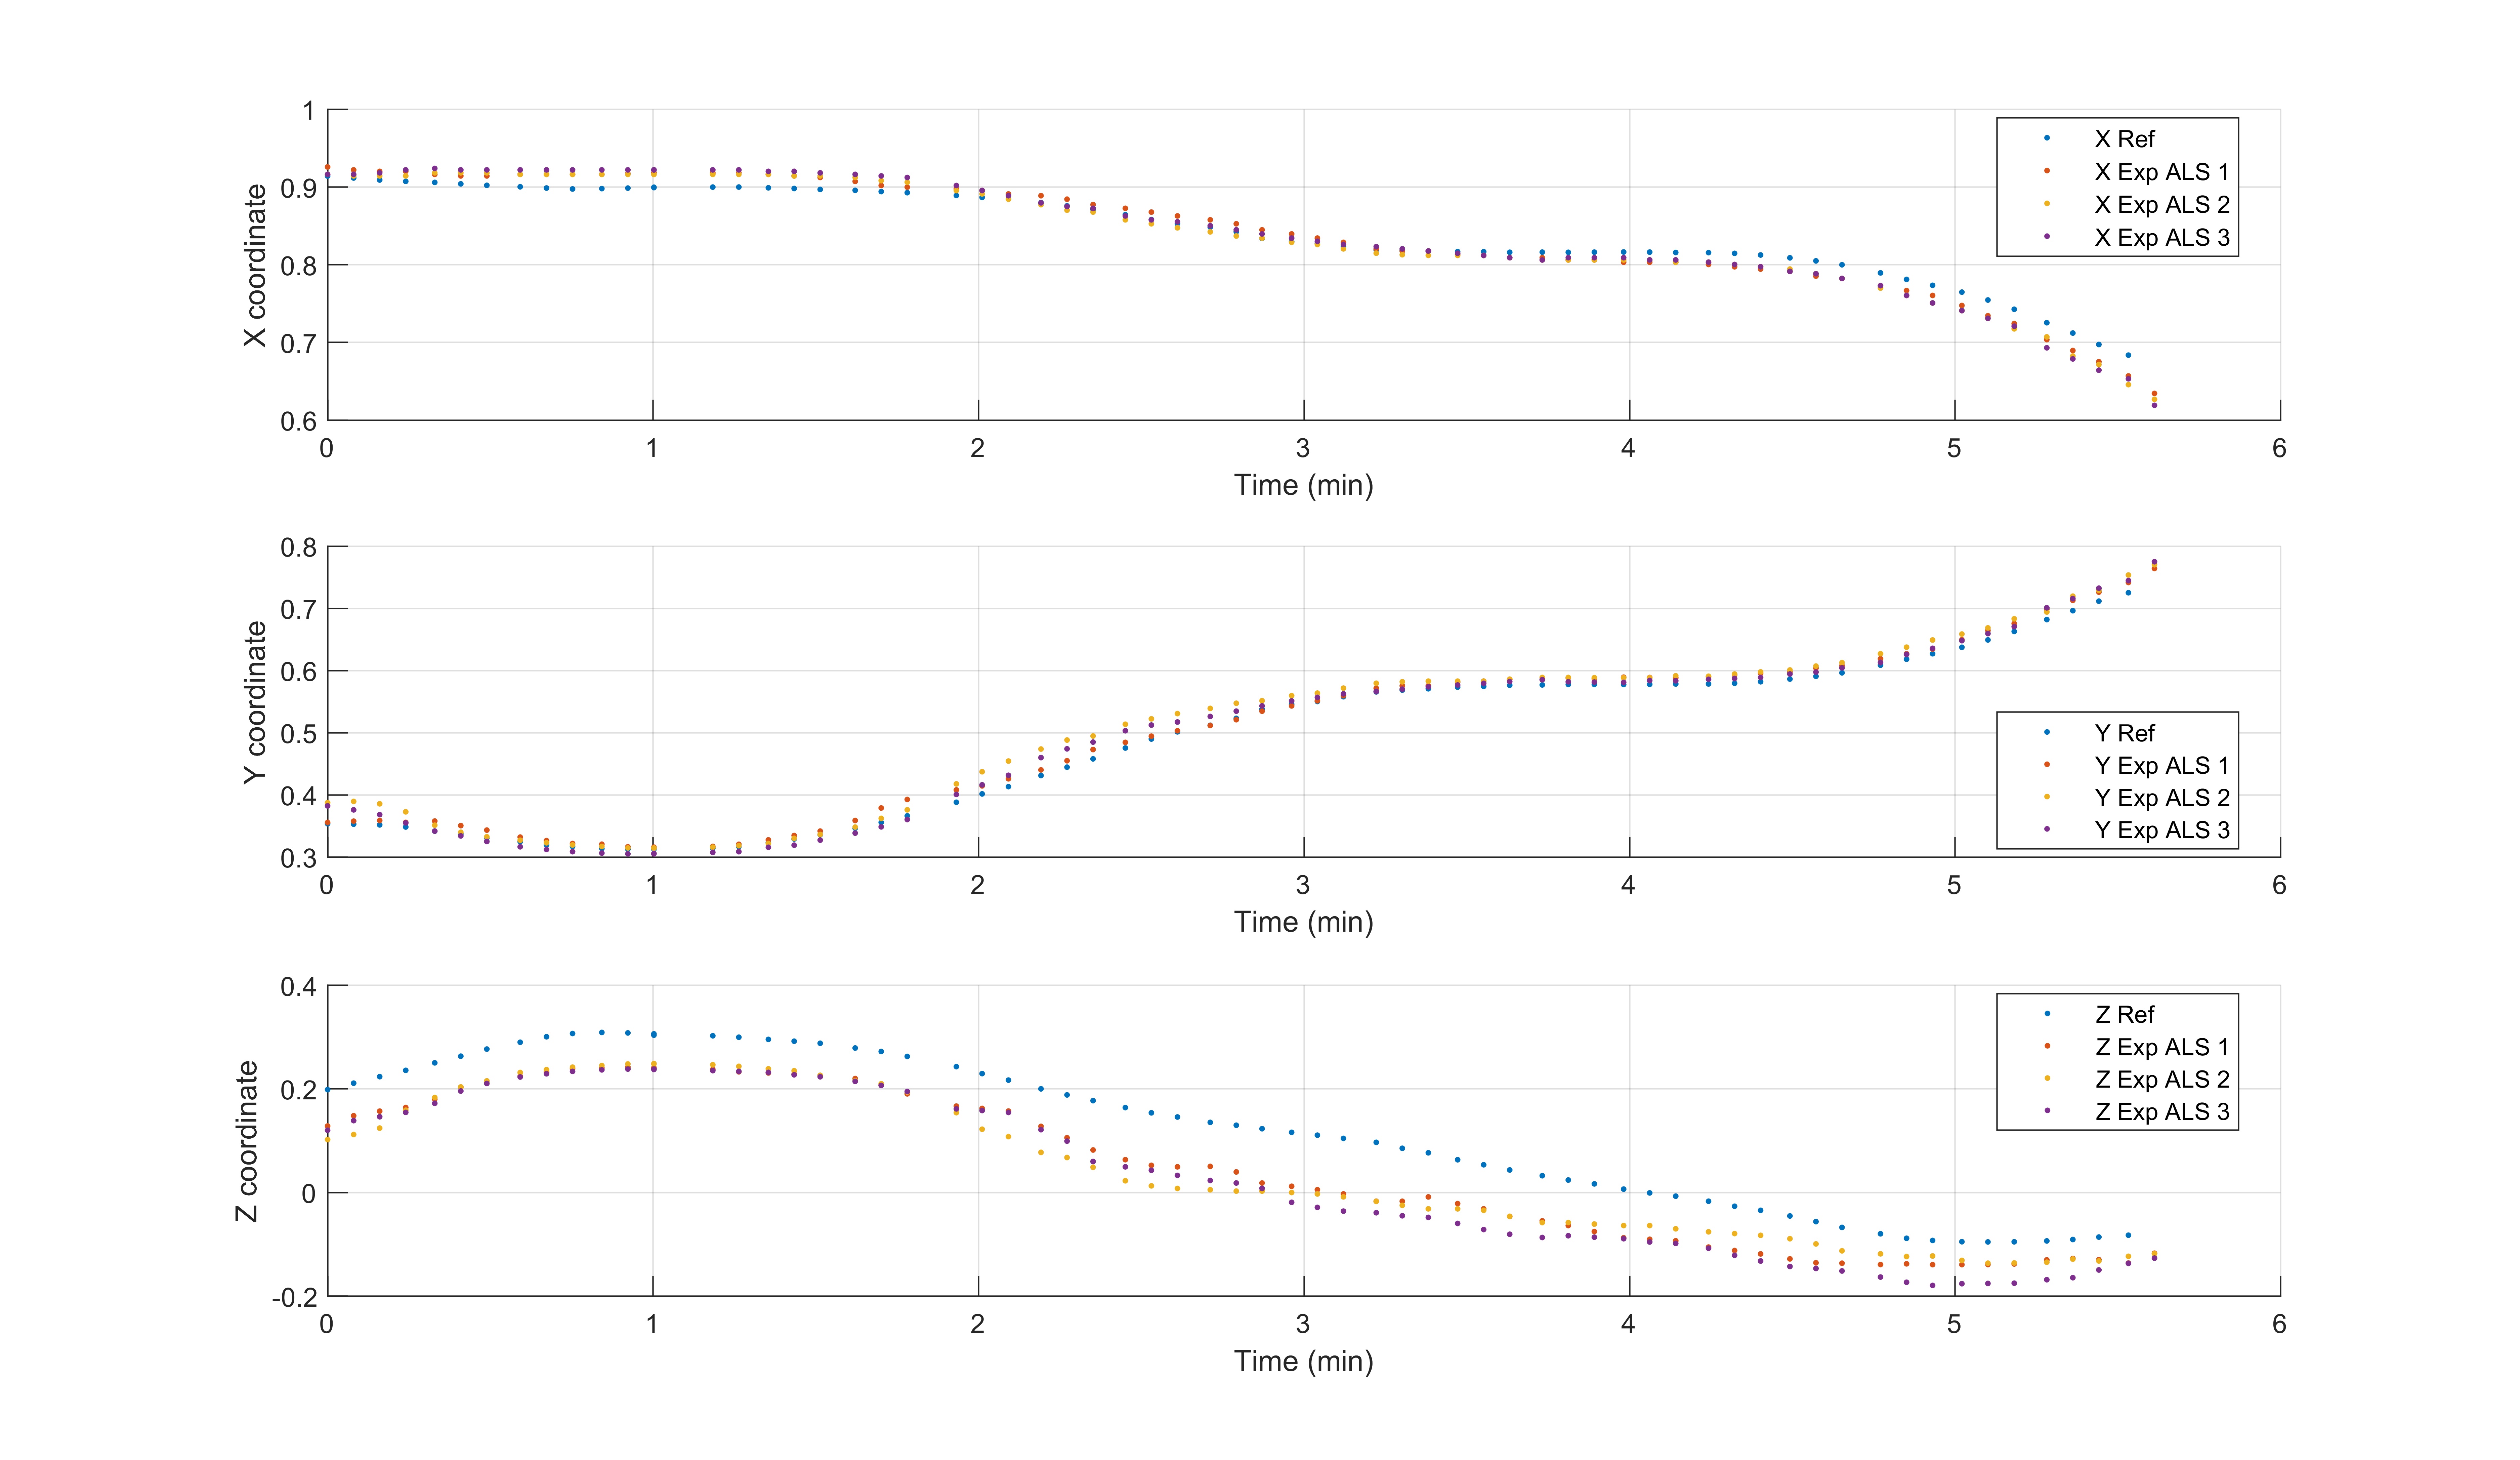 X coordinate
1
0.9
0.8
0.7
0.6
0 1 2 3 4 5 6
Time (min)
X Ref
X Exp ALS 1
X Exp ALS 2
X Exp ALS 3
Y coordinate
0.8
0.7
0.6
0.5
0.4
0.3
0 1 2 3 4 5 6
Time (min)
Y Ref
Y Exp ALS 1
Y Exp ALS 2
Y Exp ALS 3
Z coordinate
0.4
0.2
0
-0.2
0 1 2 3 4 5 6
Time (min)
Z Ref
Z Exp ALS 1
Z Exp ALS 2
Z Exp ALS 3